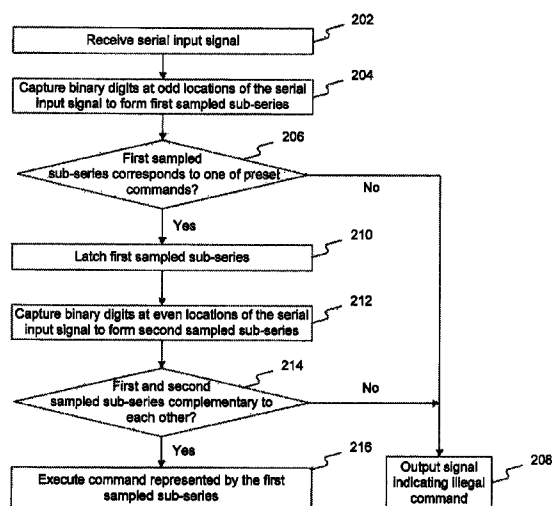 202
Receive serial input signal
204
Capture binary digits at odd locations of the serial
input signal to form first sampled sub-series
206
First sampled
sub-series corresponds to one of preset
commands?
No
Yes
210
Latch first sampled sub-series
212
Capture binary digits at even locations of the serial
input signal to form second sampled sub-series
214
First and second
sampled sub-series complementary to
each other?
No
Yes
216
Execute command represented by the first
sampled sub-series
208
Output signal
indicating illegal
command